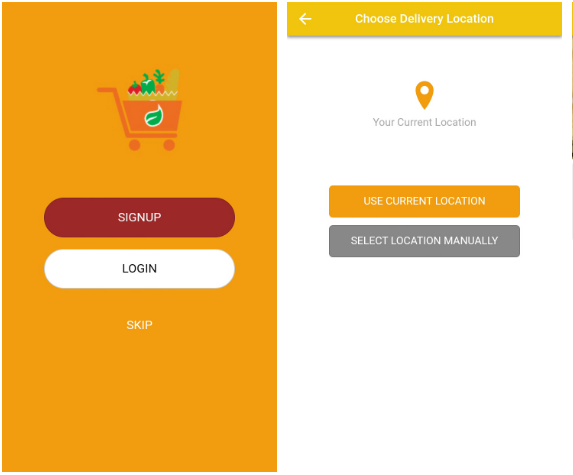 SIGNUP
LOGIN
SKIP
Choose Delivery Location
Your Current Location
USE CURRENT LOCATION
SELECT LOCATION MANUALLY